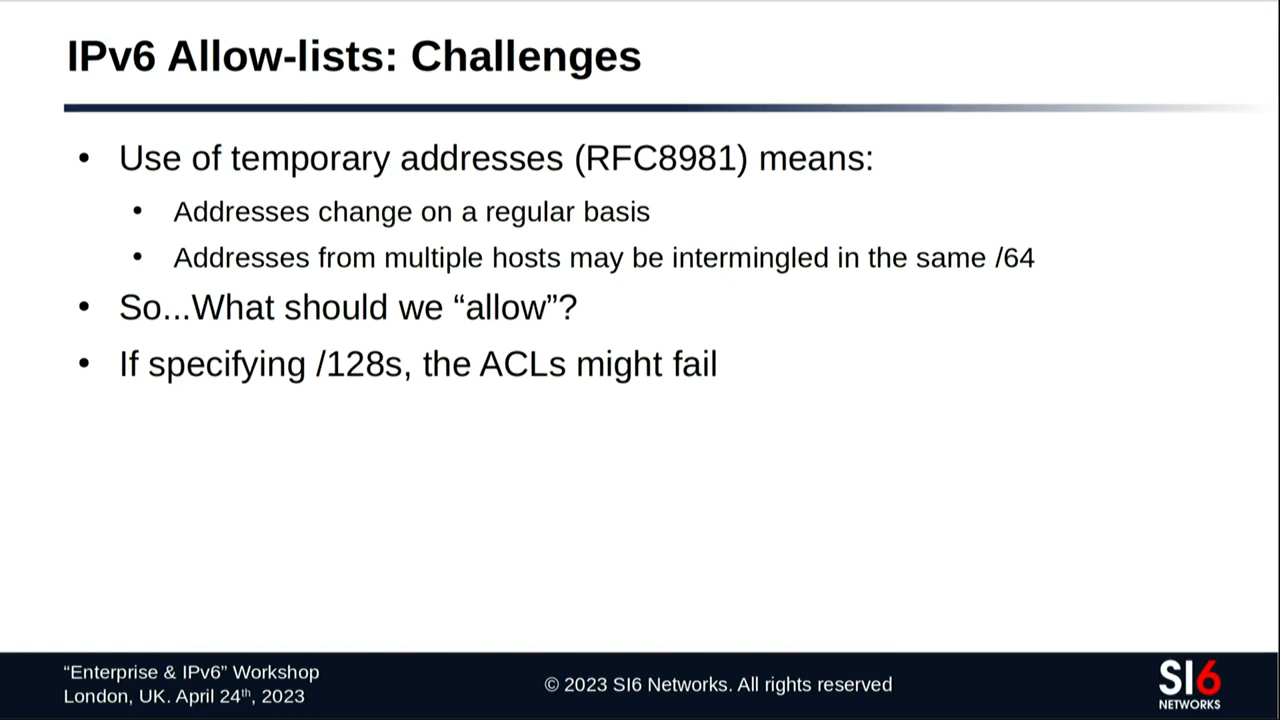 IPv6 Allow-lists: Challenges
• Use of temporary addresses (RFC8981) means:
• Addresses change on a regular basis
• Addresses from multiple hosts may be intermingled in the same /64
• So...What should we “allow”?
• If specifying /128s, the ACLs might fail
“Enterprise & IPv6” Workshop
London, UK. April 24th, 2023
© 2023 SI6 Networks. All rights reserved
SI6
NETWORKS